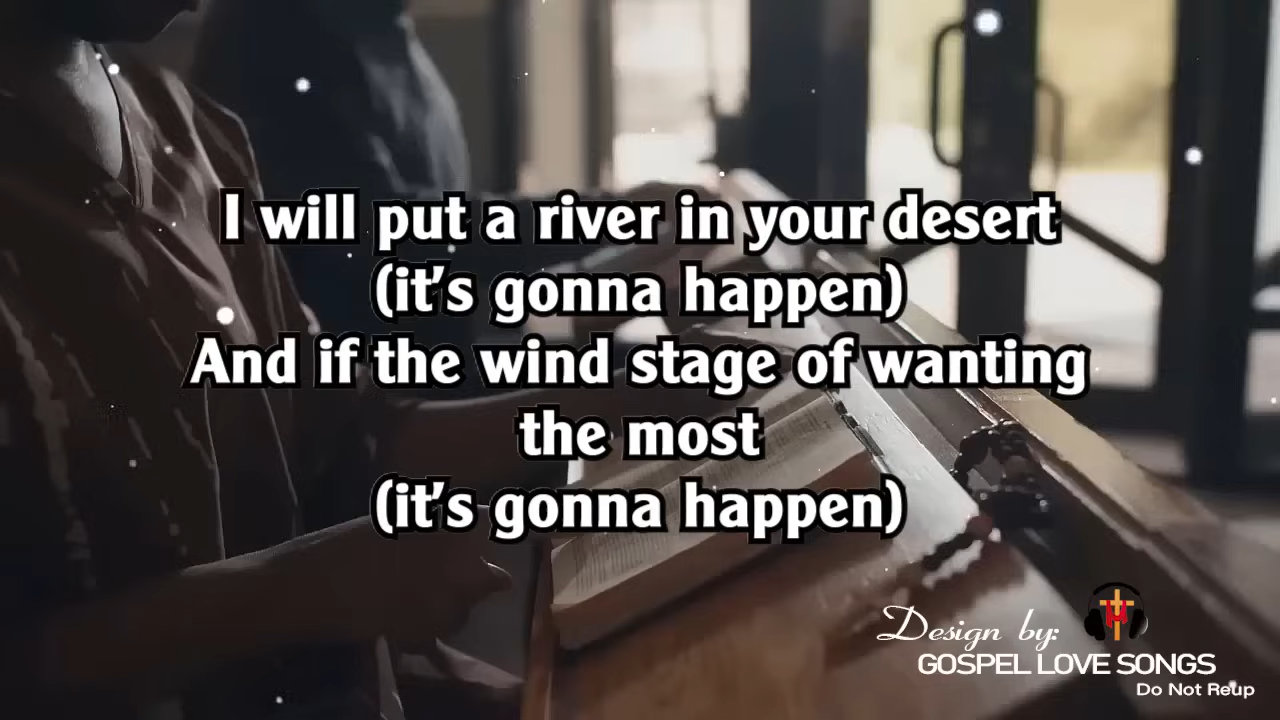 I will put a river in your desert
(it's gonna happen)
And if the wind stage of wanting
the most
(it's gonna happen)
Design by:
GOSPEL LOVE SONGS
Do Not Reup